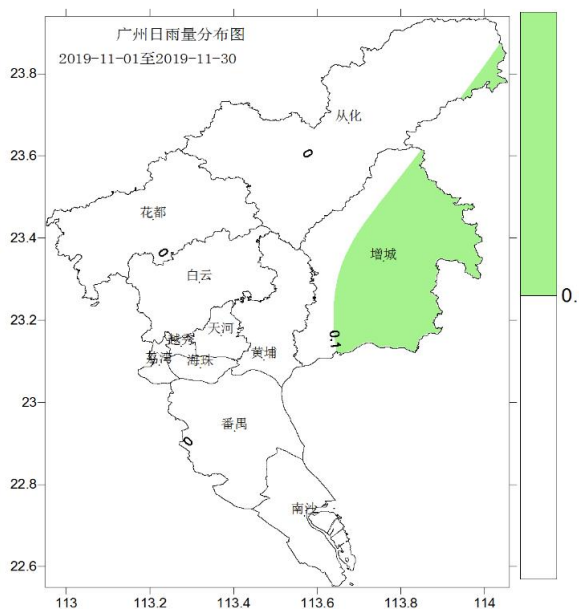 广州日雨量分布图
2019-11-01至2019-11-30
23.8
从化
23.6
0
花都
23.4
0
增城
白云
0.
23.2
天河
0.1
越秀
黄埔
荔湾
海珠
23
番禺
0
22.8
南沙
22.6
113
113.2
113.4
113.6
113.8
114